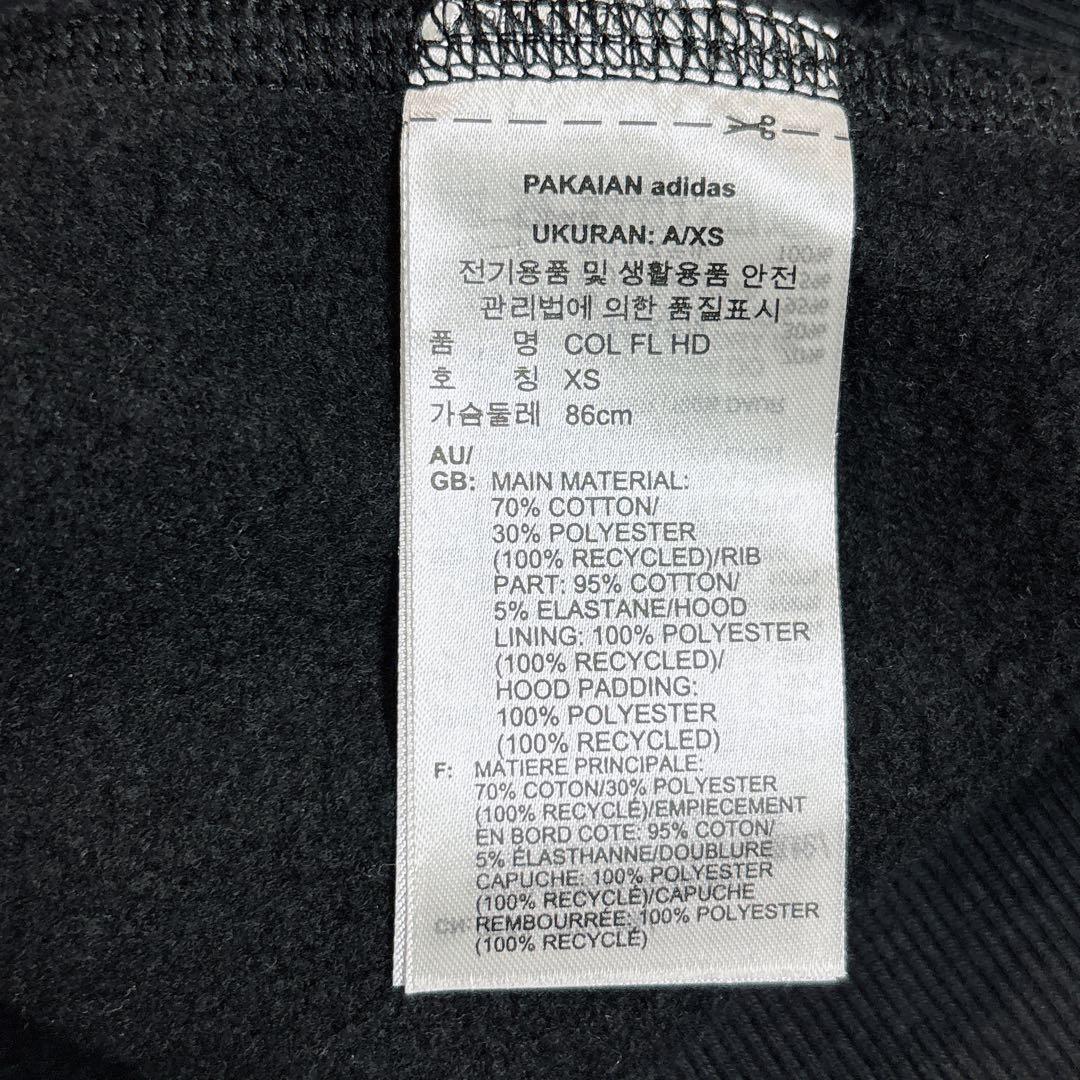 PAKAIAN adidas
UKURAN: A/XS
전기용품 및 생활용품 안전
관리법에 의한 품질표시
품 명 COL FL HD
호 칭 XS
가슴둘레 86cm
AU/
GB: MAIN MATERIAL:
70% COTTON/
30% POLYESTER
(100% RECYCLED)/RIB
PART: 95% COTTON/
5% ELASTANE/HOOD
LINING: 100% POLYESTER
(100% RECYCLED)/
HOOD PADDING:
100% POLYESTER
(100% RECYCLED)
F: MATIERE PRINCIPALE:
70% COTON/30% POLYESTER
(100% RECYCLÉ)/EMPIECEMENT
EN BORD COTE: 95% COTON/
5% ÉLASTHANNE/DOUBLURE
CAPUCHE: 100% POLYESTER
(100% RECYCLÉ)/CAPUCHE
REMBOURRÉE: 100% POLYESTER
(100% RECYCLÉ)